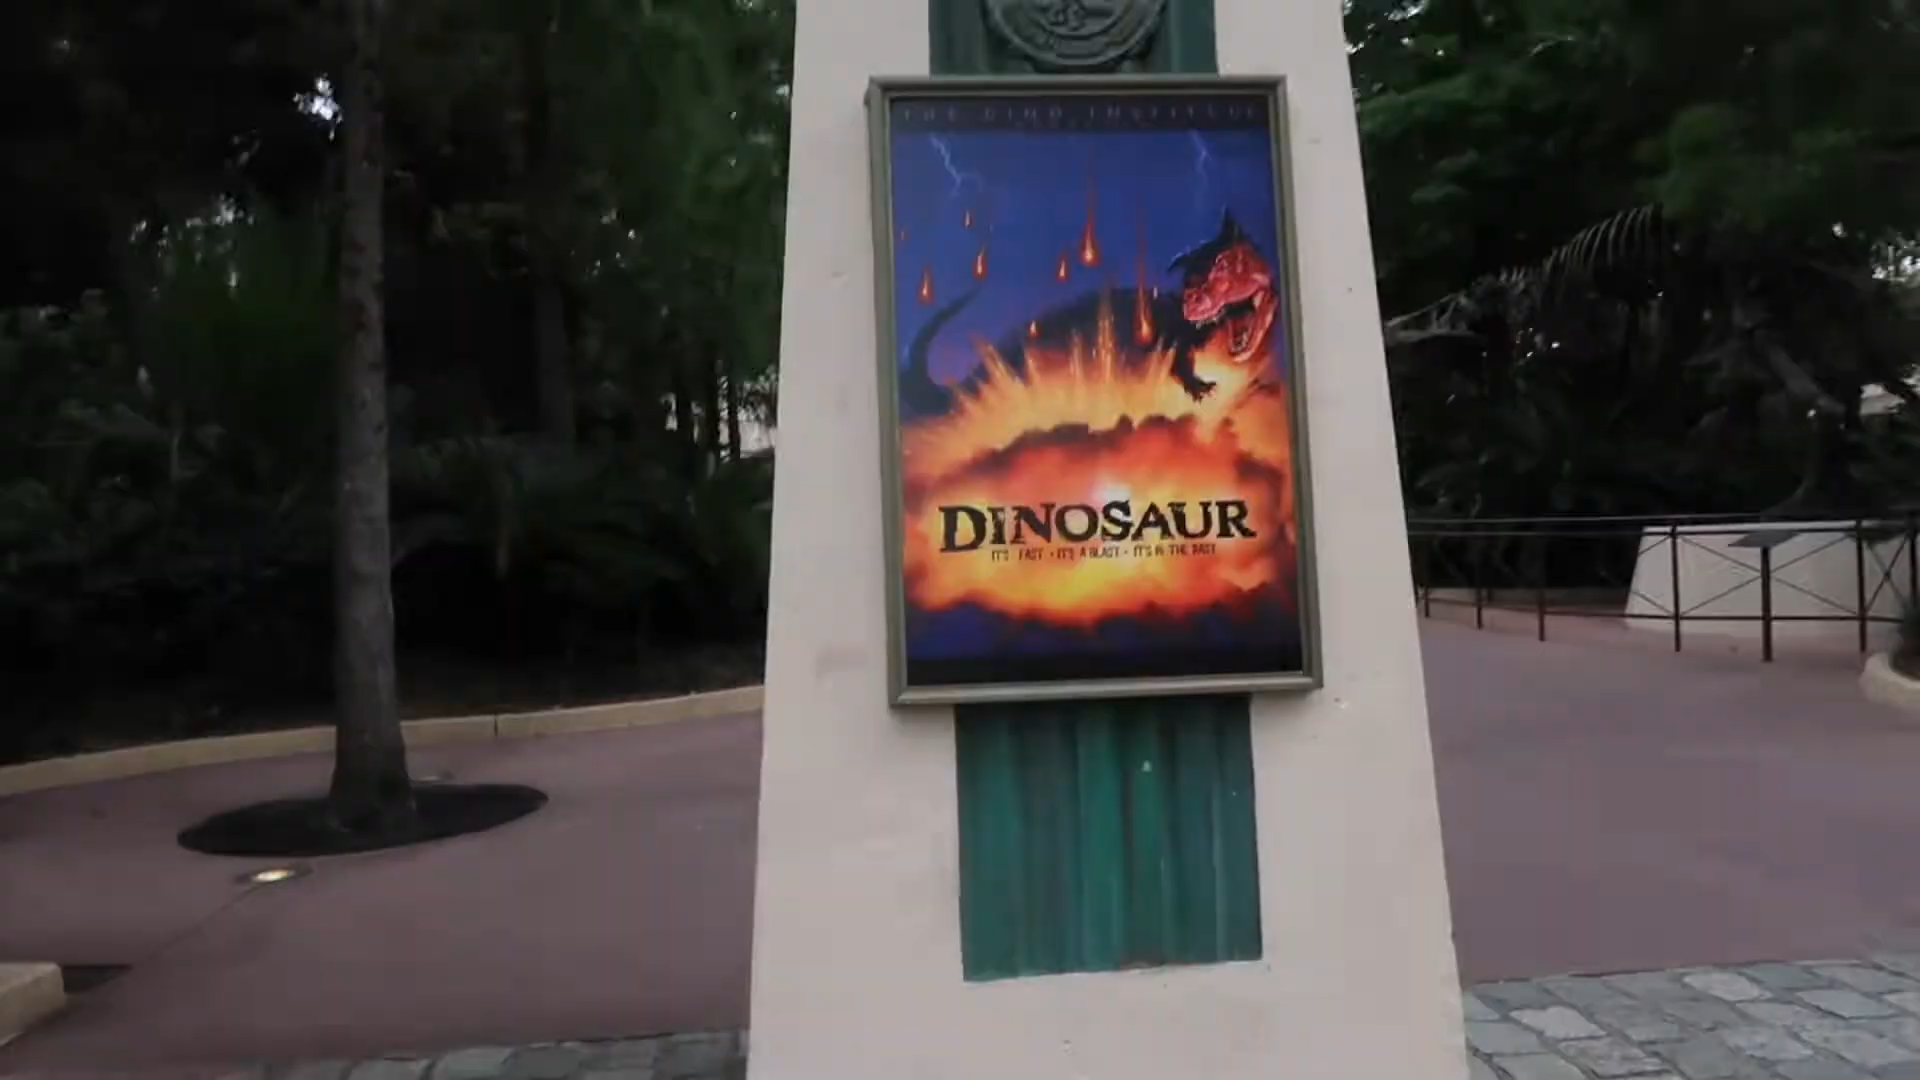 THE DINO INSTITUTE
DINOSAUR
IT'S FAST • IT'S A BLAST • IT'S IN THE PAST